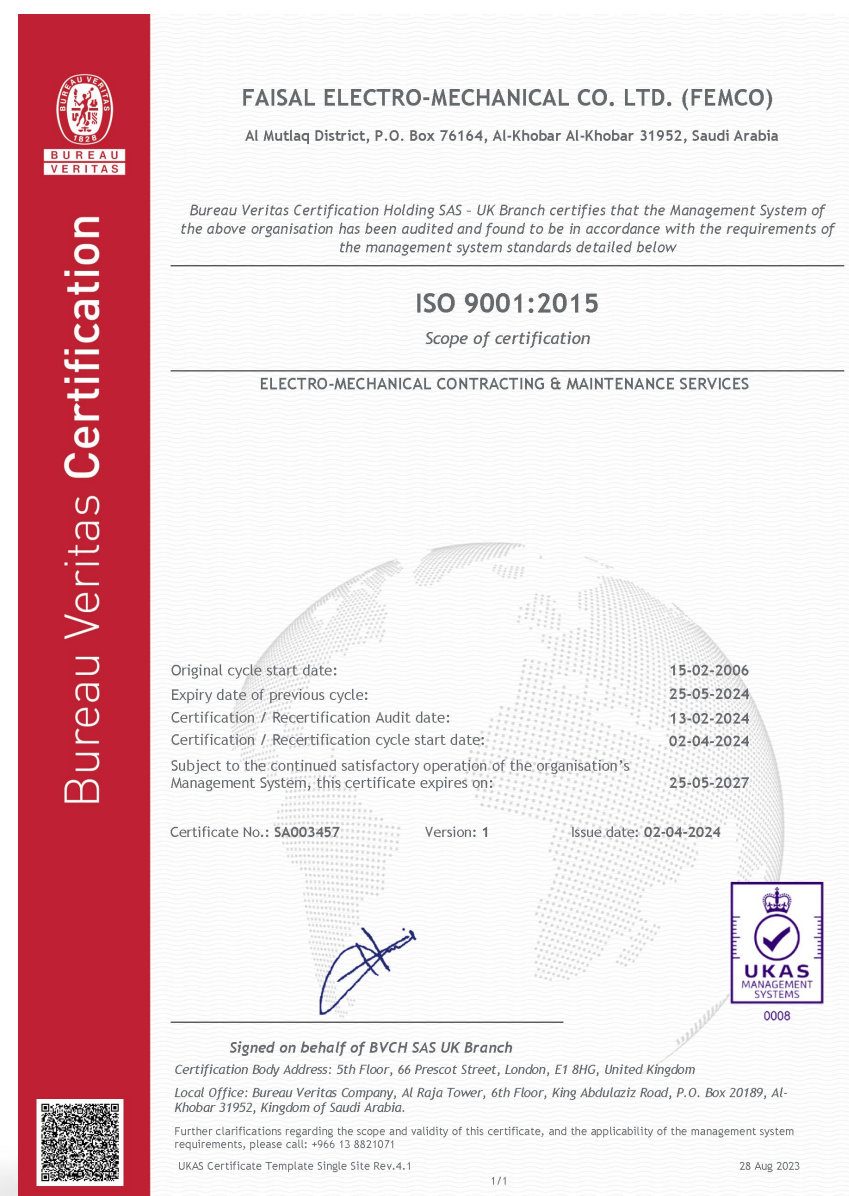 BUREAU VERITAS
1828
BUREAU
VERITAS
Bureau Veritas Certification
FAISAL ELECTRO-MECHANICAL CO. LTD. (FEMCO)
Al Mutlaq District, P.O. Box 76164, Al-Khobar Al-Khobar 31952, Saudi Arabia
Bureau Veritas Certification Holding SAS – UK Branch certifies that the Management System of
the above organisation has been audited and found to be in accordance with the requirements of
the management system standards detailed below
ISO 9001:2015
Scope of certification
ELECTRO-MECHANICAL CONTRACTING & MAINTENANCE SERVICES
Original cycle start date: 15-02-2006
Expiry date of previous cycle: 25-05-2024
Certification / Recertification Audit date: 13-02-2024
Certification / Recertification cycle start date: 02-04-2024
Subject to the continued satisfactory operation of the organisation’s
Management System, this certificate expires on: 25-05-2027
Certificate No.: SA003457 Version: 1 Issue date: 02-04-2024
UKAS
MANAGEMENT
SYSTEMS
0008
Signed on behalf of BVCH SAS UK Branch
Certification Body Address: 5th Floor, 66 Prescot Street, London, E1 8HG, United Kingdom
Local Office: Bureau Veritas Company, Al Raja Tower, 6th Floor, King Abdulaziz Road, P.O. Box 20189, Al-
Khobar 31952, Kingdom of Saudi Arabia.
Further clarifications regarding the scope and validity of this certificate, and the applicability of the management system
requirements, please call: +966 13 8821071
UKAS Certificate Template Single Site Rev.4.1 28 Aug 2023
1/1